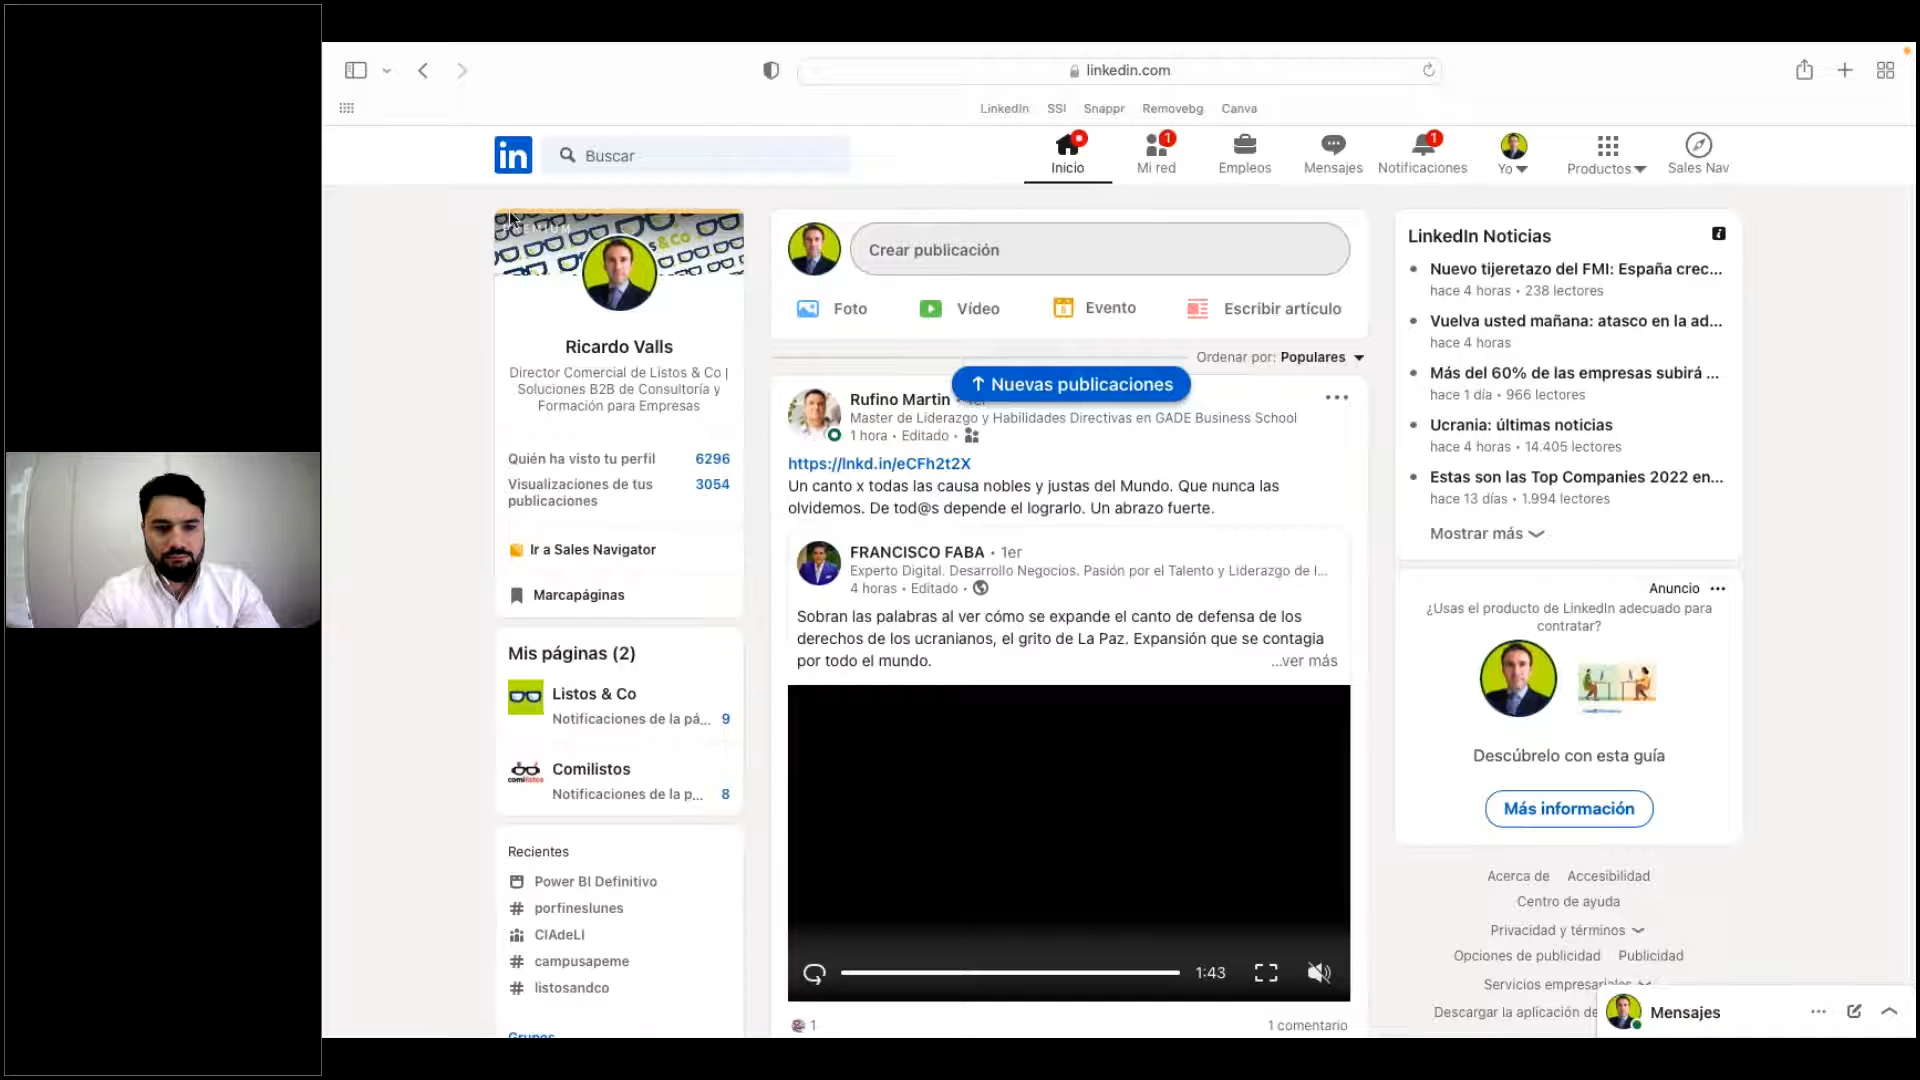 linkedin.com
LinkedIn SSI Snappr Removebg Canva
in Buscar
Inicio 1 Mi red Empleos Mensajes 1 Notificaciones Yo Productos Sales Nav
PREMIUM
&co
Ricardo Valls
Director Comercial de Listos & Co |
Soluciones B2B de Consultoría y
Formación para Empresas
Quién ha visto tu perfil 6296
Visualizaciones de tus 3054
publicaciones
Ir a Sales Navigator
Marcapáginas
Mis páginas (2)
Listos & Co
Notificaciones de la pá... 9
Comilistos
Notificaciones de la p... 8
Recientes
Power BI Definitivo
# porfineslunes
CIAdeLI
# campusapeme
# listosandco
Grupos
Crear publicación
Foto Vídeo Evento Escribir artículo
Ordenar por: Populares
↑ Nuevas publicaciones
Rufino Martin • 1er
Master de Liderazgo y Habilidades Directivas en GADE Business School
1 hora • Editado •
https://lnkd.in/eCFh2t2X
Un canto x todas las causa nobles y justas del Mundo. Que nunca las
olvidemos. De tod@s depende el lograrlo. Un abrazo fuerte.
FRANCISCO FABA • 1er
Experto Digital. Desarrollo Negocios. Pasión por el Talento y Liderazgo de l...
4 horas • Editado •
Sobran las palabras al ver cómo se expande el canto de defensa de los
derechos de los ucranianos, el grito de La Paz. Expansión que se contagia
por todo el mundo. ...ver más
1:43
1 1 comentario
LinkedIn Noticias
Nuevo tijeretazo del FMI: España crec...
hace 4 horas • 238 lectores
Vuelva usted mañana: atasco en la ad...
hace 4 horas
Más del 60% de las empresas subirá ...
hace 1 día • 966 lectores
Ucrania: últimas noticias
hace 4 horas • 14.405 lectores
Estas son las Top Companies 2022 en...
hace 13 días • 1.994 lectores
Mostrar más
Anuncio
¿Usas el producto de LinkedIn adecuado para
contratar?
Descúbrelo con esta guía
Más información
Acerca de Accesibilidad
Centro de ayuda
Privacidad y términos
Opciones de publicidad Publicidad
Servicios empresariales
Descargar la aplicación de
Mensajes